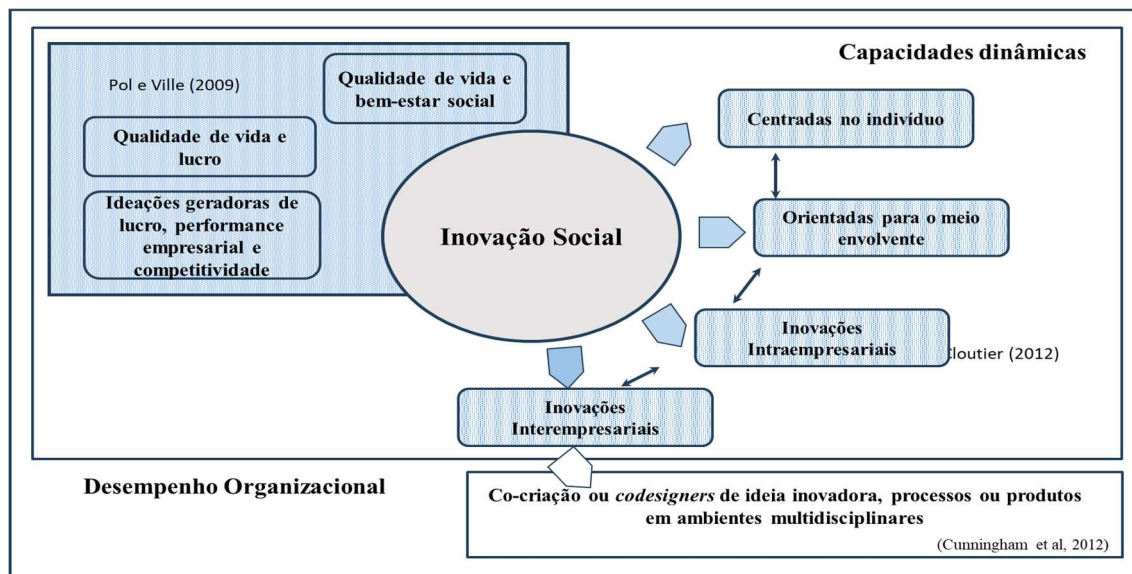 Capacidades dinâmicas
Pol e Ville (2009)
Qualidade de vida e
bem-estar social
Qualidade de vida e
lucro
Ideações geradoras de
lucro, performance
empresarial e
competitividade
Inovação Social
Centradas no indivíduo
Orientadas para o meio
envolvente
Inovações
Intraempresariais
Cloutier (2012)
Inovações
Interempresariais
Desempenho Organizacional
Co-criação ou codesigners de ideia inovadora, processos ou produtos
em ambientes multidisciplinares
(Cunningham et al, 2012)